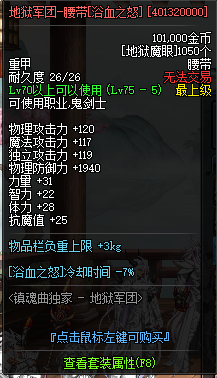 地狱军团-腰带[浴血之怒] [401320000]
101,000金币
[地狱魔眼]1050个
重甲
腰带
耐久度 26/26
无法交易
Lv70以上可以使用 (Lv75 - 5)
最上级
可使用职业,鬼剑士
物理攻击力 +120
魔法攻击力 +117
独立攻击力 +119
物理防御力 +1940
力量 +31
智力 +22
体力 +28
抗魔值 +25
物品栏负重上限 +3kg
[浴血之怒]冷却时间 -7%
<镇魂曲独家 - 地狱军团>
『点击鼠标左键可购买』
查看套装属性(F8)